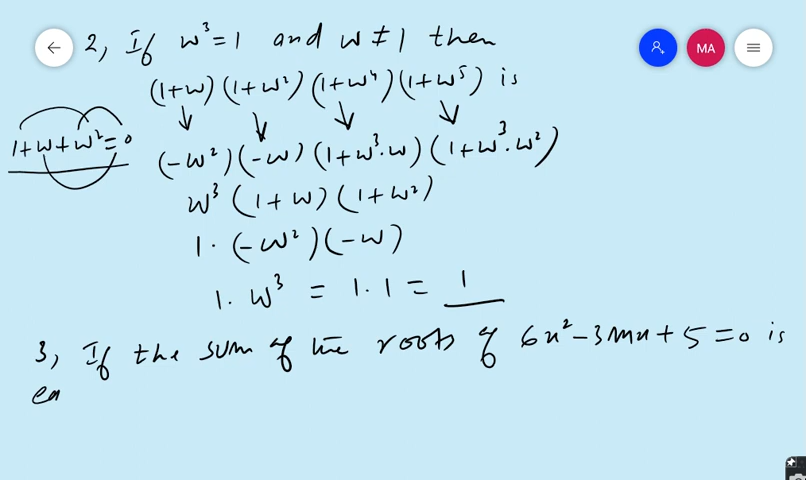 2, If w³=1 and w≠1 then
(1+w)(1+w²)(1+w⁴)(1+w⁵) is
1+w+w²=0
(-w²)(-w)(1+w³·w)(1+w³·w²)
w³(1+w)(1+w²)
1·(-w²)(-w)
1·w³ = 1·1 = 1
3, If the sum of the roots of 6x²-3mx+5=0 is
eq
MA